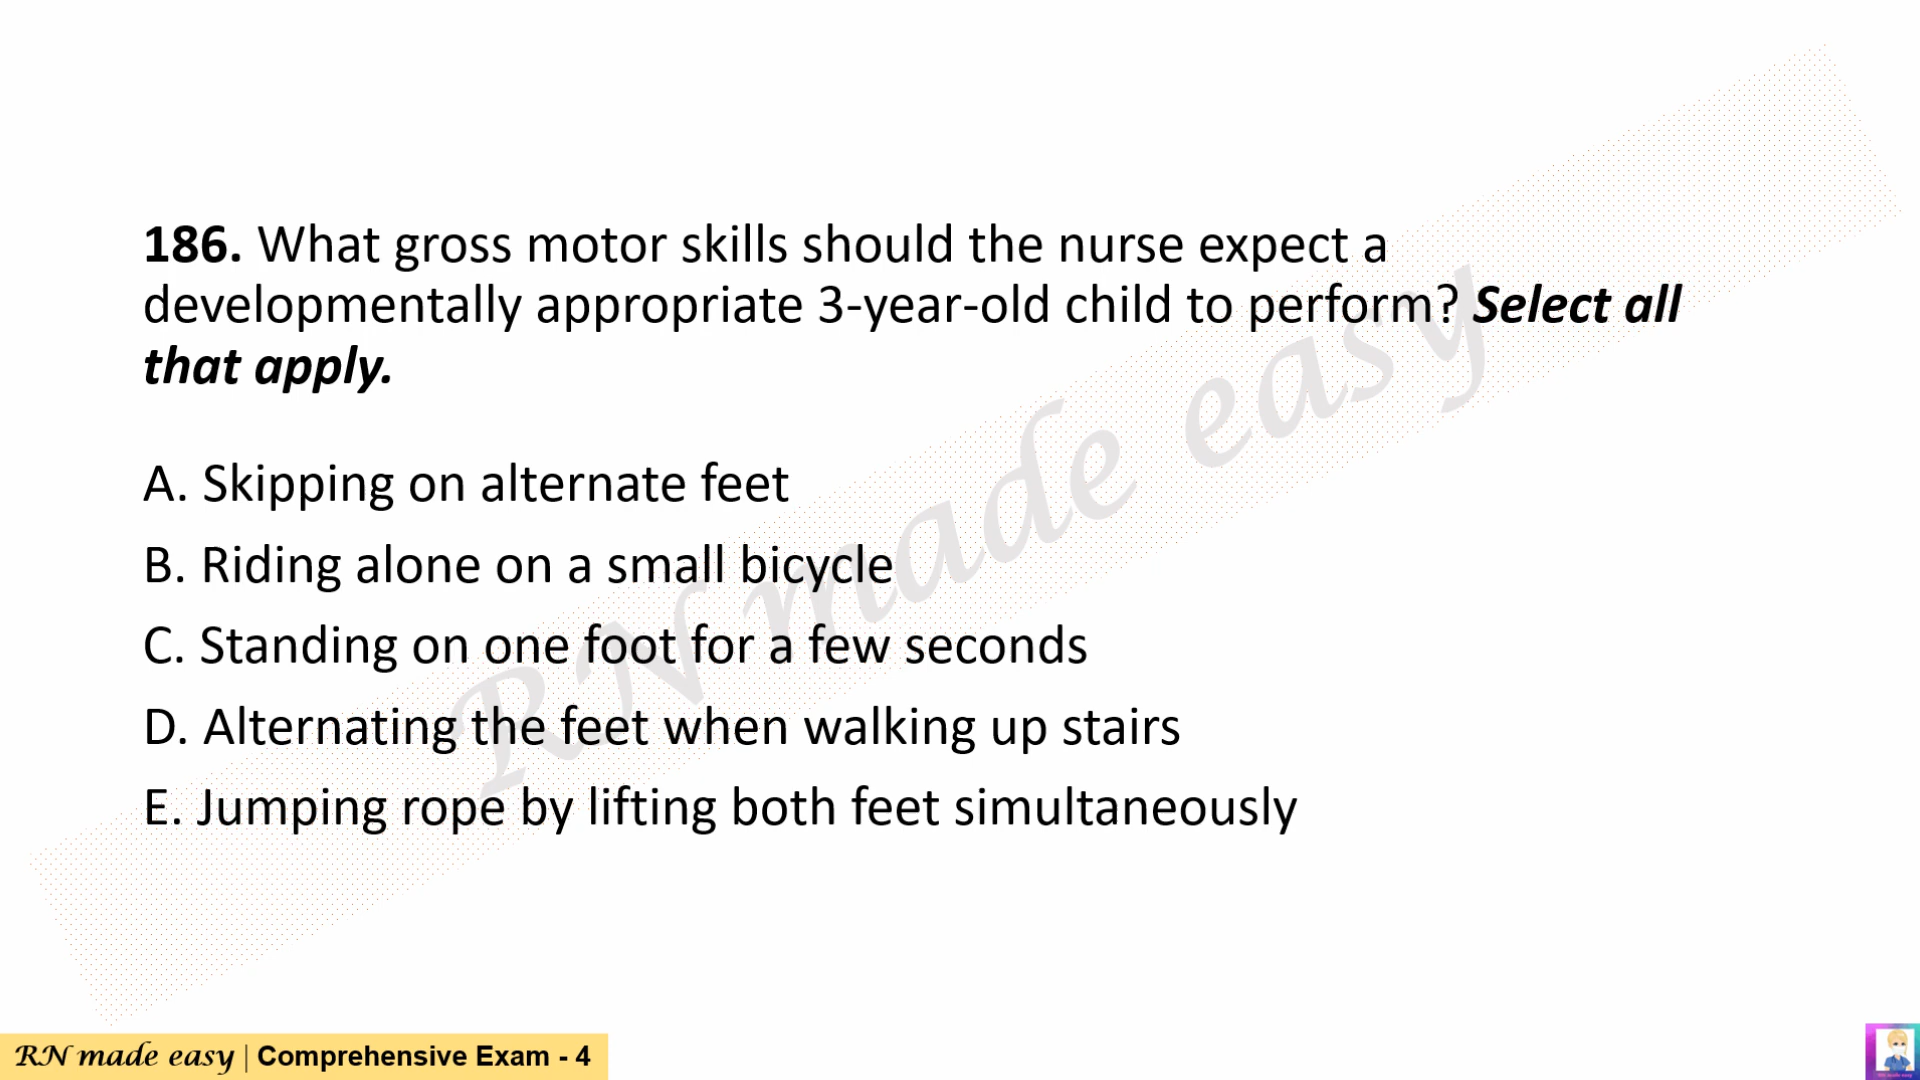 186. What gross motor skills should the nurse expect a
developmentally appropriate 3-year-old child to perform? Select all
that apply.
A. Skipping on alternate feet
B. Riding alone on a small bicycle
C. Standing on one foot for a few seconds
D. Alternating the feet when walking up stairs
E. Jumping rope by lifting both feet simultaneously
RN made easy
RN made easy | Comprehensive Exam - 4